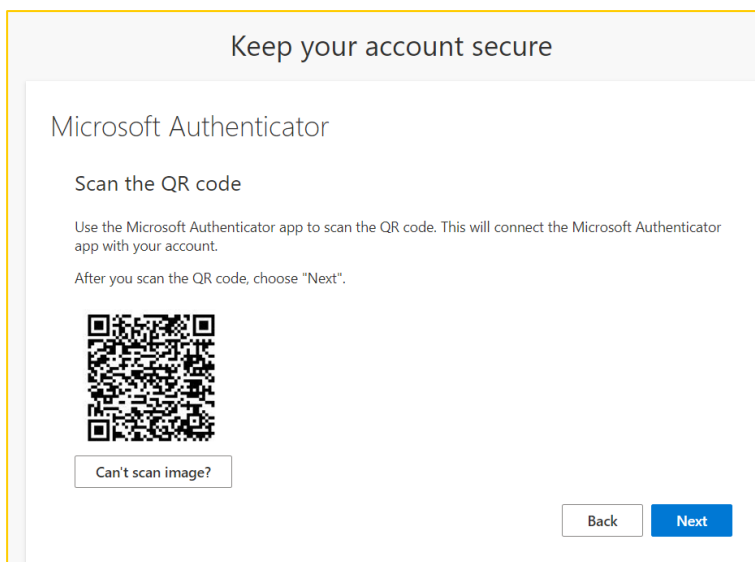 Keep your account secure
Microsoft Authenticator
Scan the QR code
Use the Microsoft Authenticator app to scan the QR code. This will connect the Microsoft Authenticator
app with your account.
After you scan the QR code, choose "Next".
Can't scan image?
Back
Next